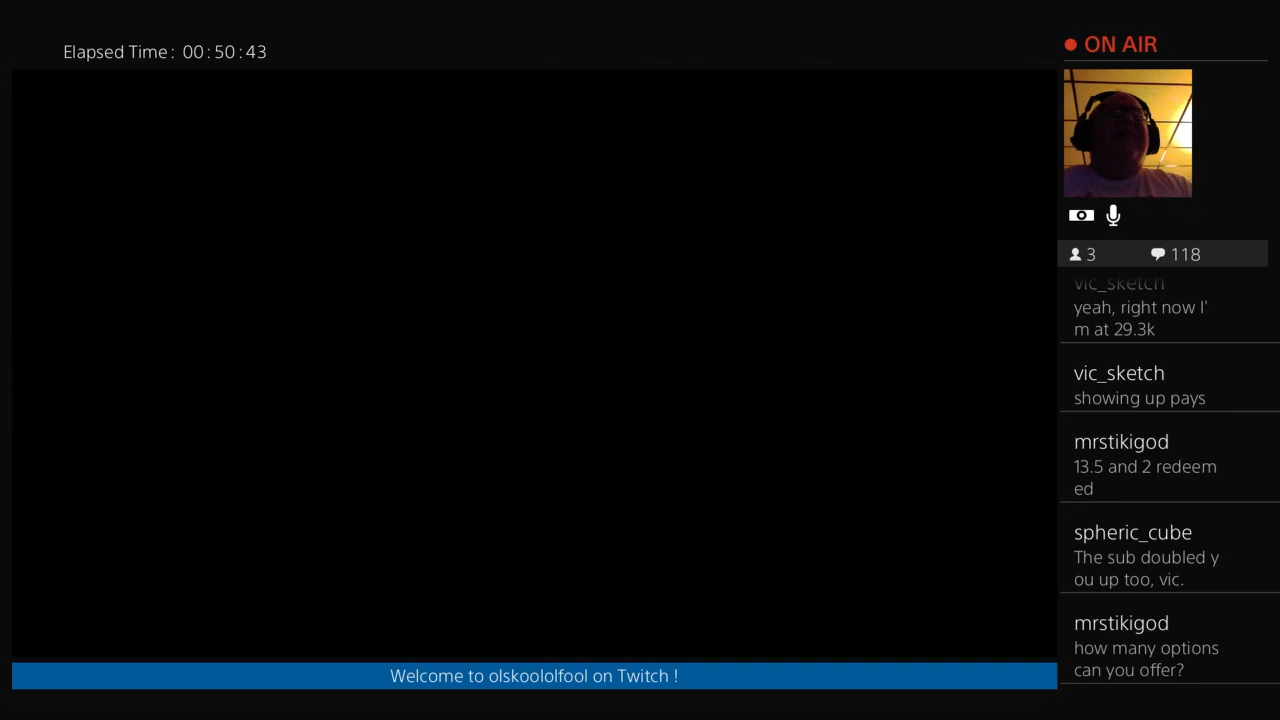 Elapsed Time: 00:50:43
ON AIR
3 118
vic_sketch
yeah, right now I'
m at 29.3k
vic_sketch
showing up pays
mrstikigod
13.5 and 2 redeem
ed
spheric_cube
The sub doubled y
ou up too, vic.
mrstikigod
how many options
can you offer?
Welcome to olskoololfool on Twitch !